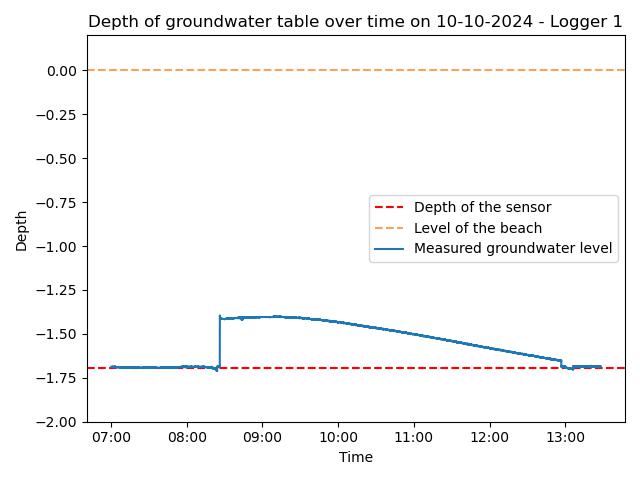 Depth of groundwater table over time on 10-10-2024 - Logger 1
0.00
−0.25
−0.50
−0.75
−1.00
−1.25
−1.50
−1.75
−2.00
Depth
Depth of the sensor
Level of the beach
Measured groundwater level
07:00 08:00 09:00 10:00 11:00 12:00 13:00
Time